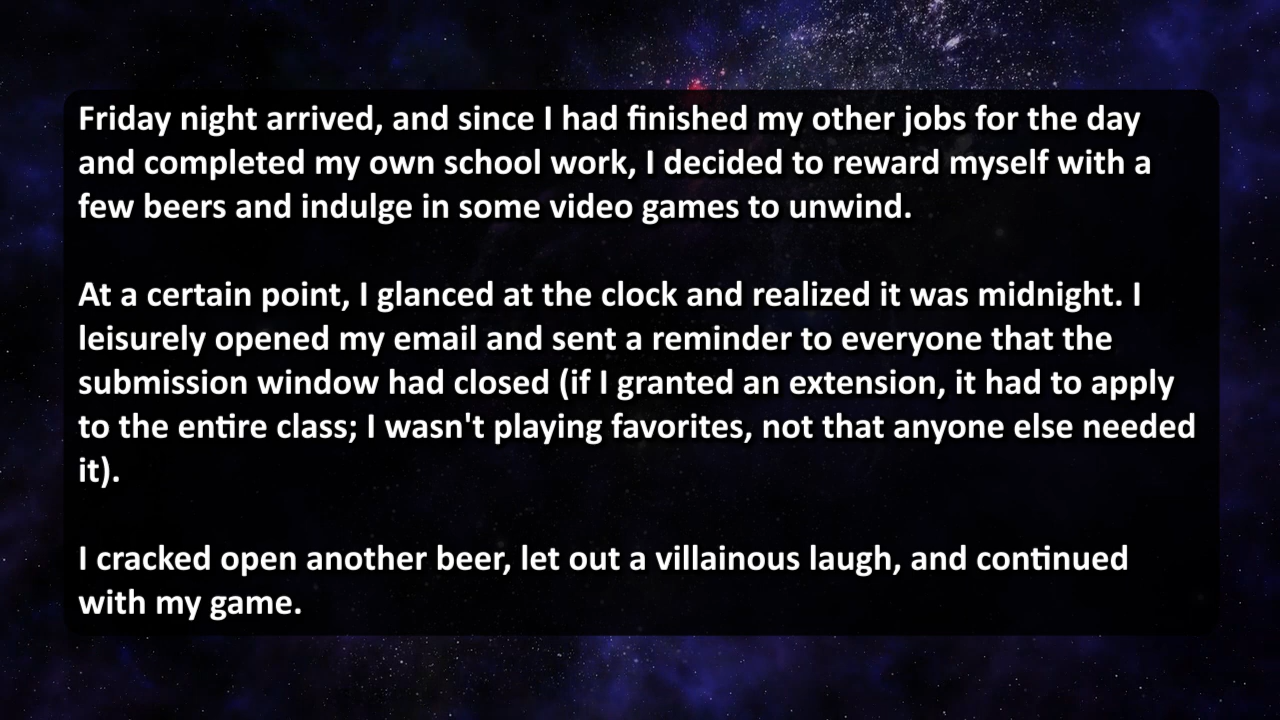 Friday night arrived, and since I had finished my other jobs for the day
and completed my own school work, I decided to reward myself with a
few beers and indulge in some video games to unwind.
At a certain point, I glanced at the clock and realized it was midnight. I
leisurely opened my email and sent a reminder to everyone that the
submission window had closed (if I granted an extension, it had to apply
to the entire class; I wasn't playing favorites, not that anyone else needed
it).
I cracked open another beer, let out a villainous laugh, and continued
with my game.